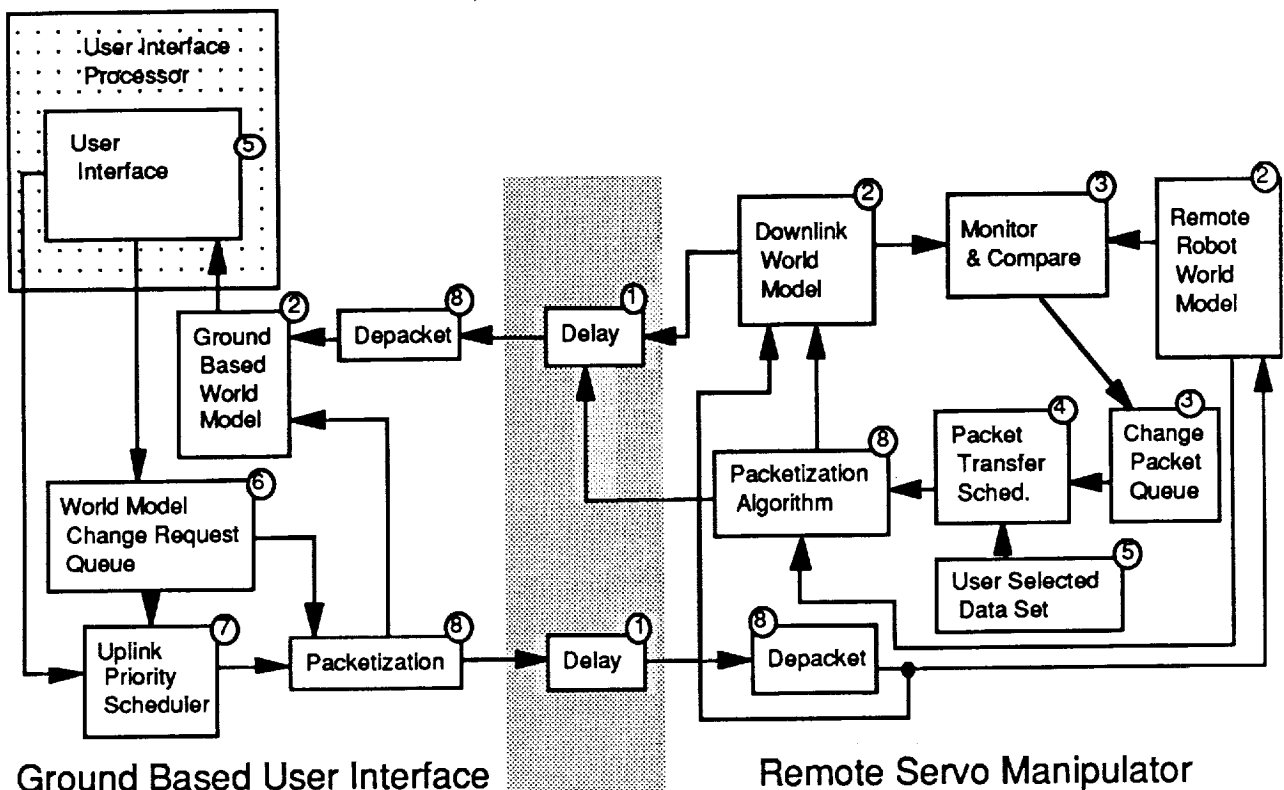 User Interface
Processor
User
Interface
5
Ground
Based
World
Model
2
Depacket
8
Delay
1
Downlink
World
Model
2
Monitor
& Compare
3
Remote
Robot
World
Model
2
World Model
Change Request
Queue
6
Packetization
Algorithm
8
Packet
Transfer
Sched.
4
Change
Packet
Queue
3
User Selected
Data Set
5
Uplink
Priority
Scheduler
7
Packetization
8
Delay
1
Depacket
8
Ground Based User Interface
Remote Servo Manipulator